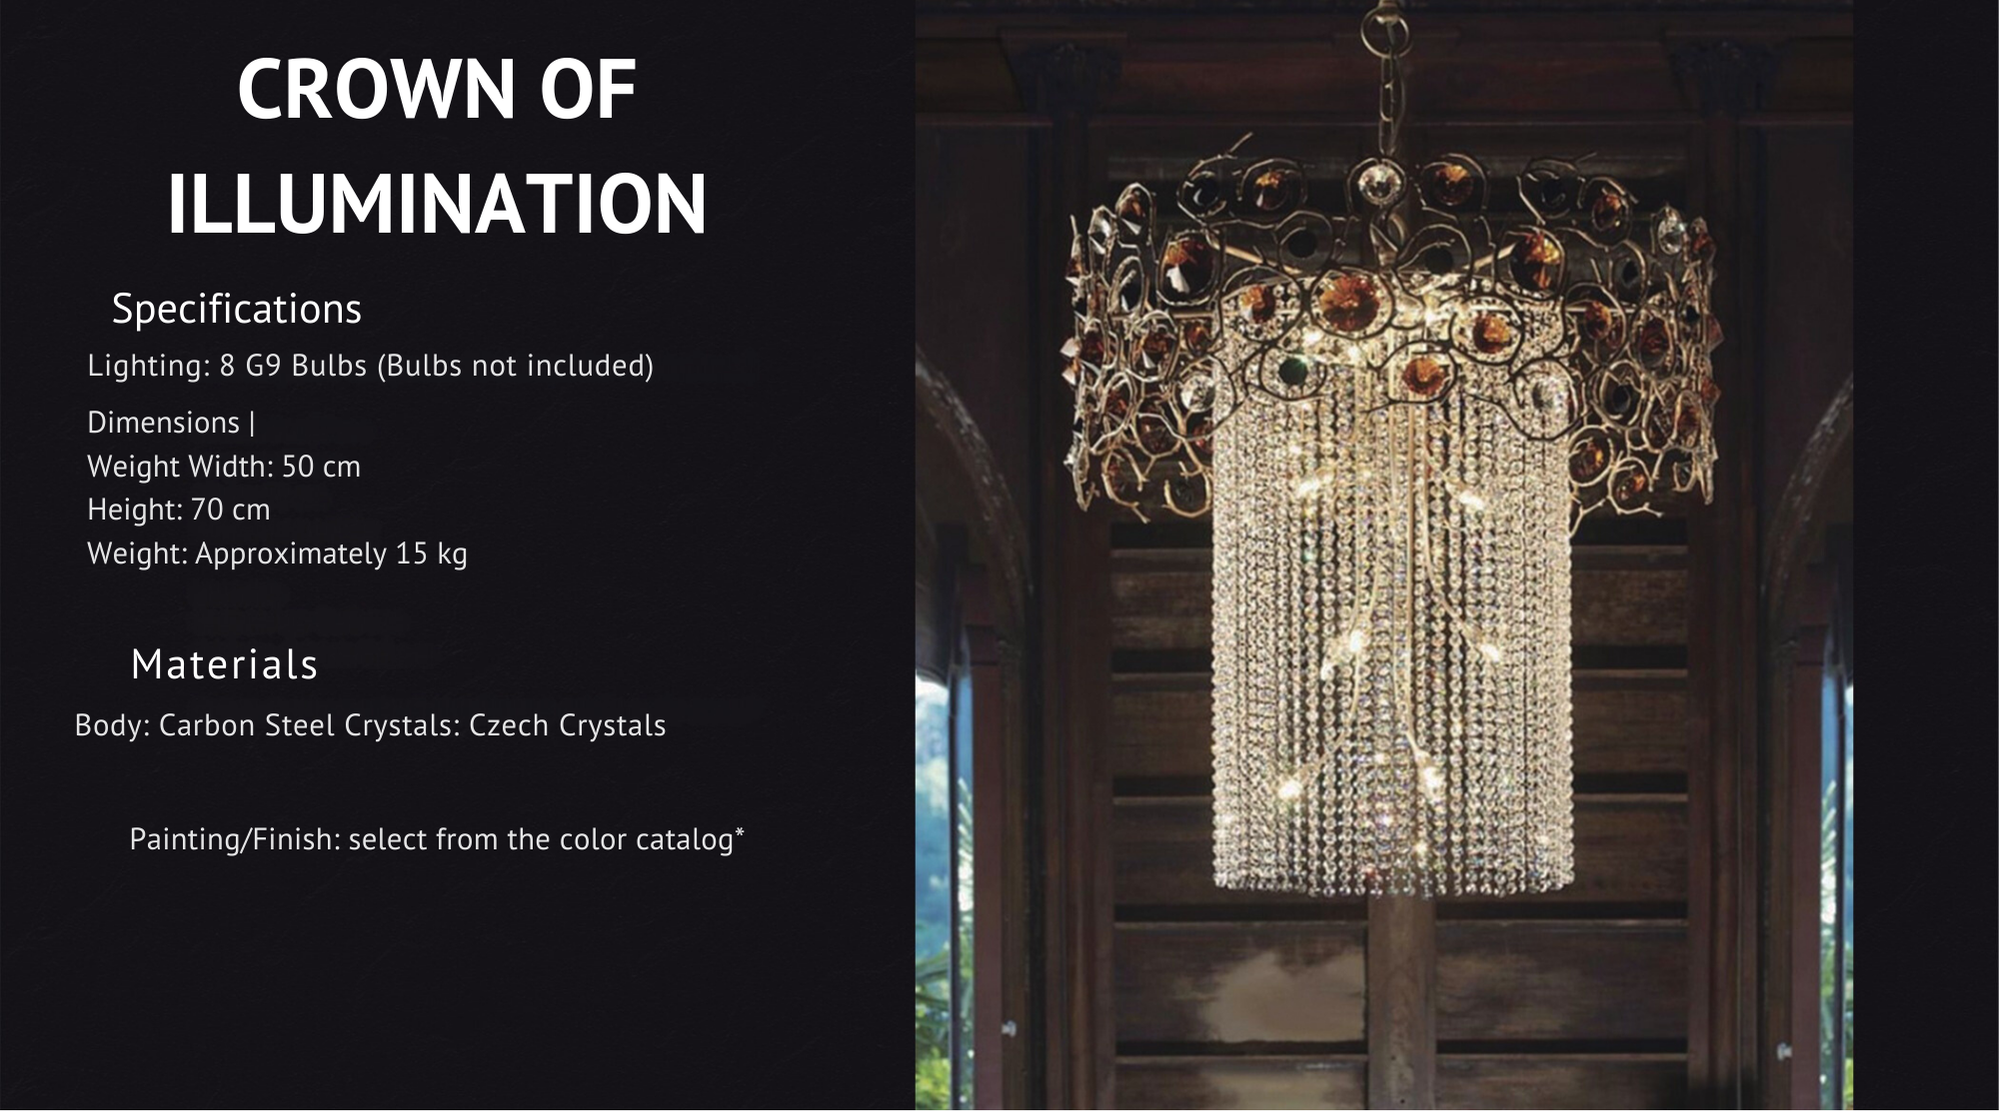 CROWN OF
ILLUMINATION
Specifications
Lighting: 8 G9 Bulbs (Bulbs not included)
Dimensions |
Weight Width: 50 cm
Height: 70 cm
Weight: Approximately 15 kg
Materials
Body: Carbon Steel Crystals: Czech Crystals
Painting/Finish: select from the color catalog*